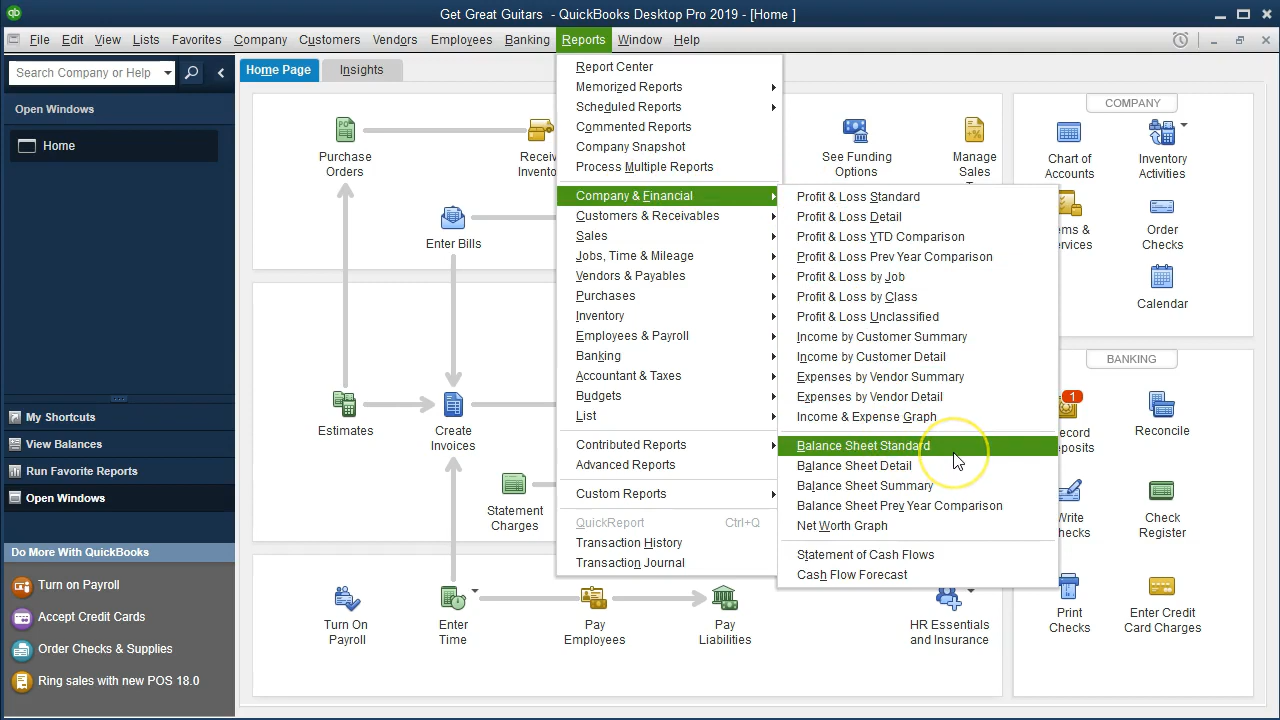 Get Great Guitars - QuickBooks Desktop Pro 2019 - [Home ]
File Edit View Lists Favorites Company Customers Vendors Employees Banking Reports Window Help
Search Company or Help
Open Windows
Home
My Shortcuts
View Balances
Run Favorite Reports
Open Windows
Do More With QuickBooks
Turn on Payroll
Accept Credit Cards
Order Checks & Supplies
Ring sales with new POS 18.0
Home Page Insights
Purchase
Orders
Receiv
Inventor
Enter Bills
See Funding
Options
Manage
Sales
Estimates
Create
Invoices
Statement
Charges
Turn On
Payroll
Enter
Time
Pay
Employees
Pay
Liabilities
HR Essentials
and Insurance
Report Center
Memorized Reports
Scheduled Reports
Commented Reports
Company Snapshot
Process Multiple Reports
Company & Financial
Customers & Receivables
Sales
Jobs, Time & Mileage
Vendors & Payables
Purchases
Inventory
Employees & Payroll
Banking
Accountant & Taxes
Budgets
List
Contributed Reports
Advanced Reports
Custom Reports
QuickReport Ctrl+Q
Transaction History
Transaction Journal
Profit & Loss Standard
Profit & Loss Detail
Profit & Loss YTD Comparison
Profit & Loss Prev Year Comparison
Profit & Loss by Job
Profit & Loss by Class
Profit & Loss Unclassified
Income by Customer Summary
Income by Customer Detail
Expenses by Vendor Summary
Expenses by Vendor Detail
Income & Expense Graph
Balance Sheet Standard
Balance Sheet Detail
Balance Sheet Summary
Balance Sheet Prev Year Comparison
Net Worth Graph
Statement of Cash Flows
Cash Flow Forecast
COMPANY
Chart of
Accounts
Inventory
Activities
ems &
ervices
Order
Checks
Calendar
BANKING
1
ecord
eposits
Reconcile
Write
hecks
Check
Register
Print
Checks
Enter Credit
Card Charges